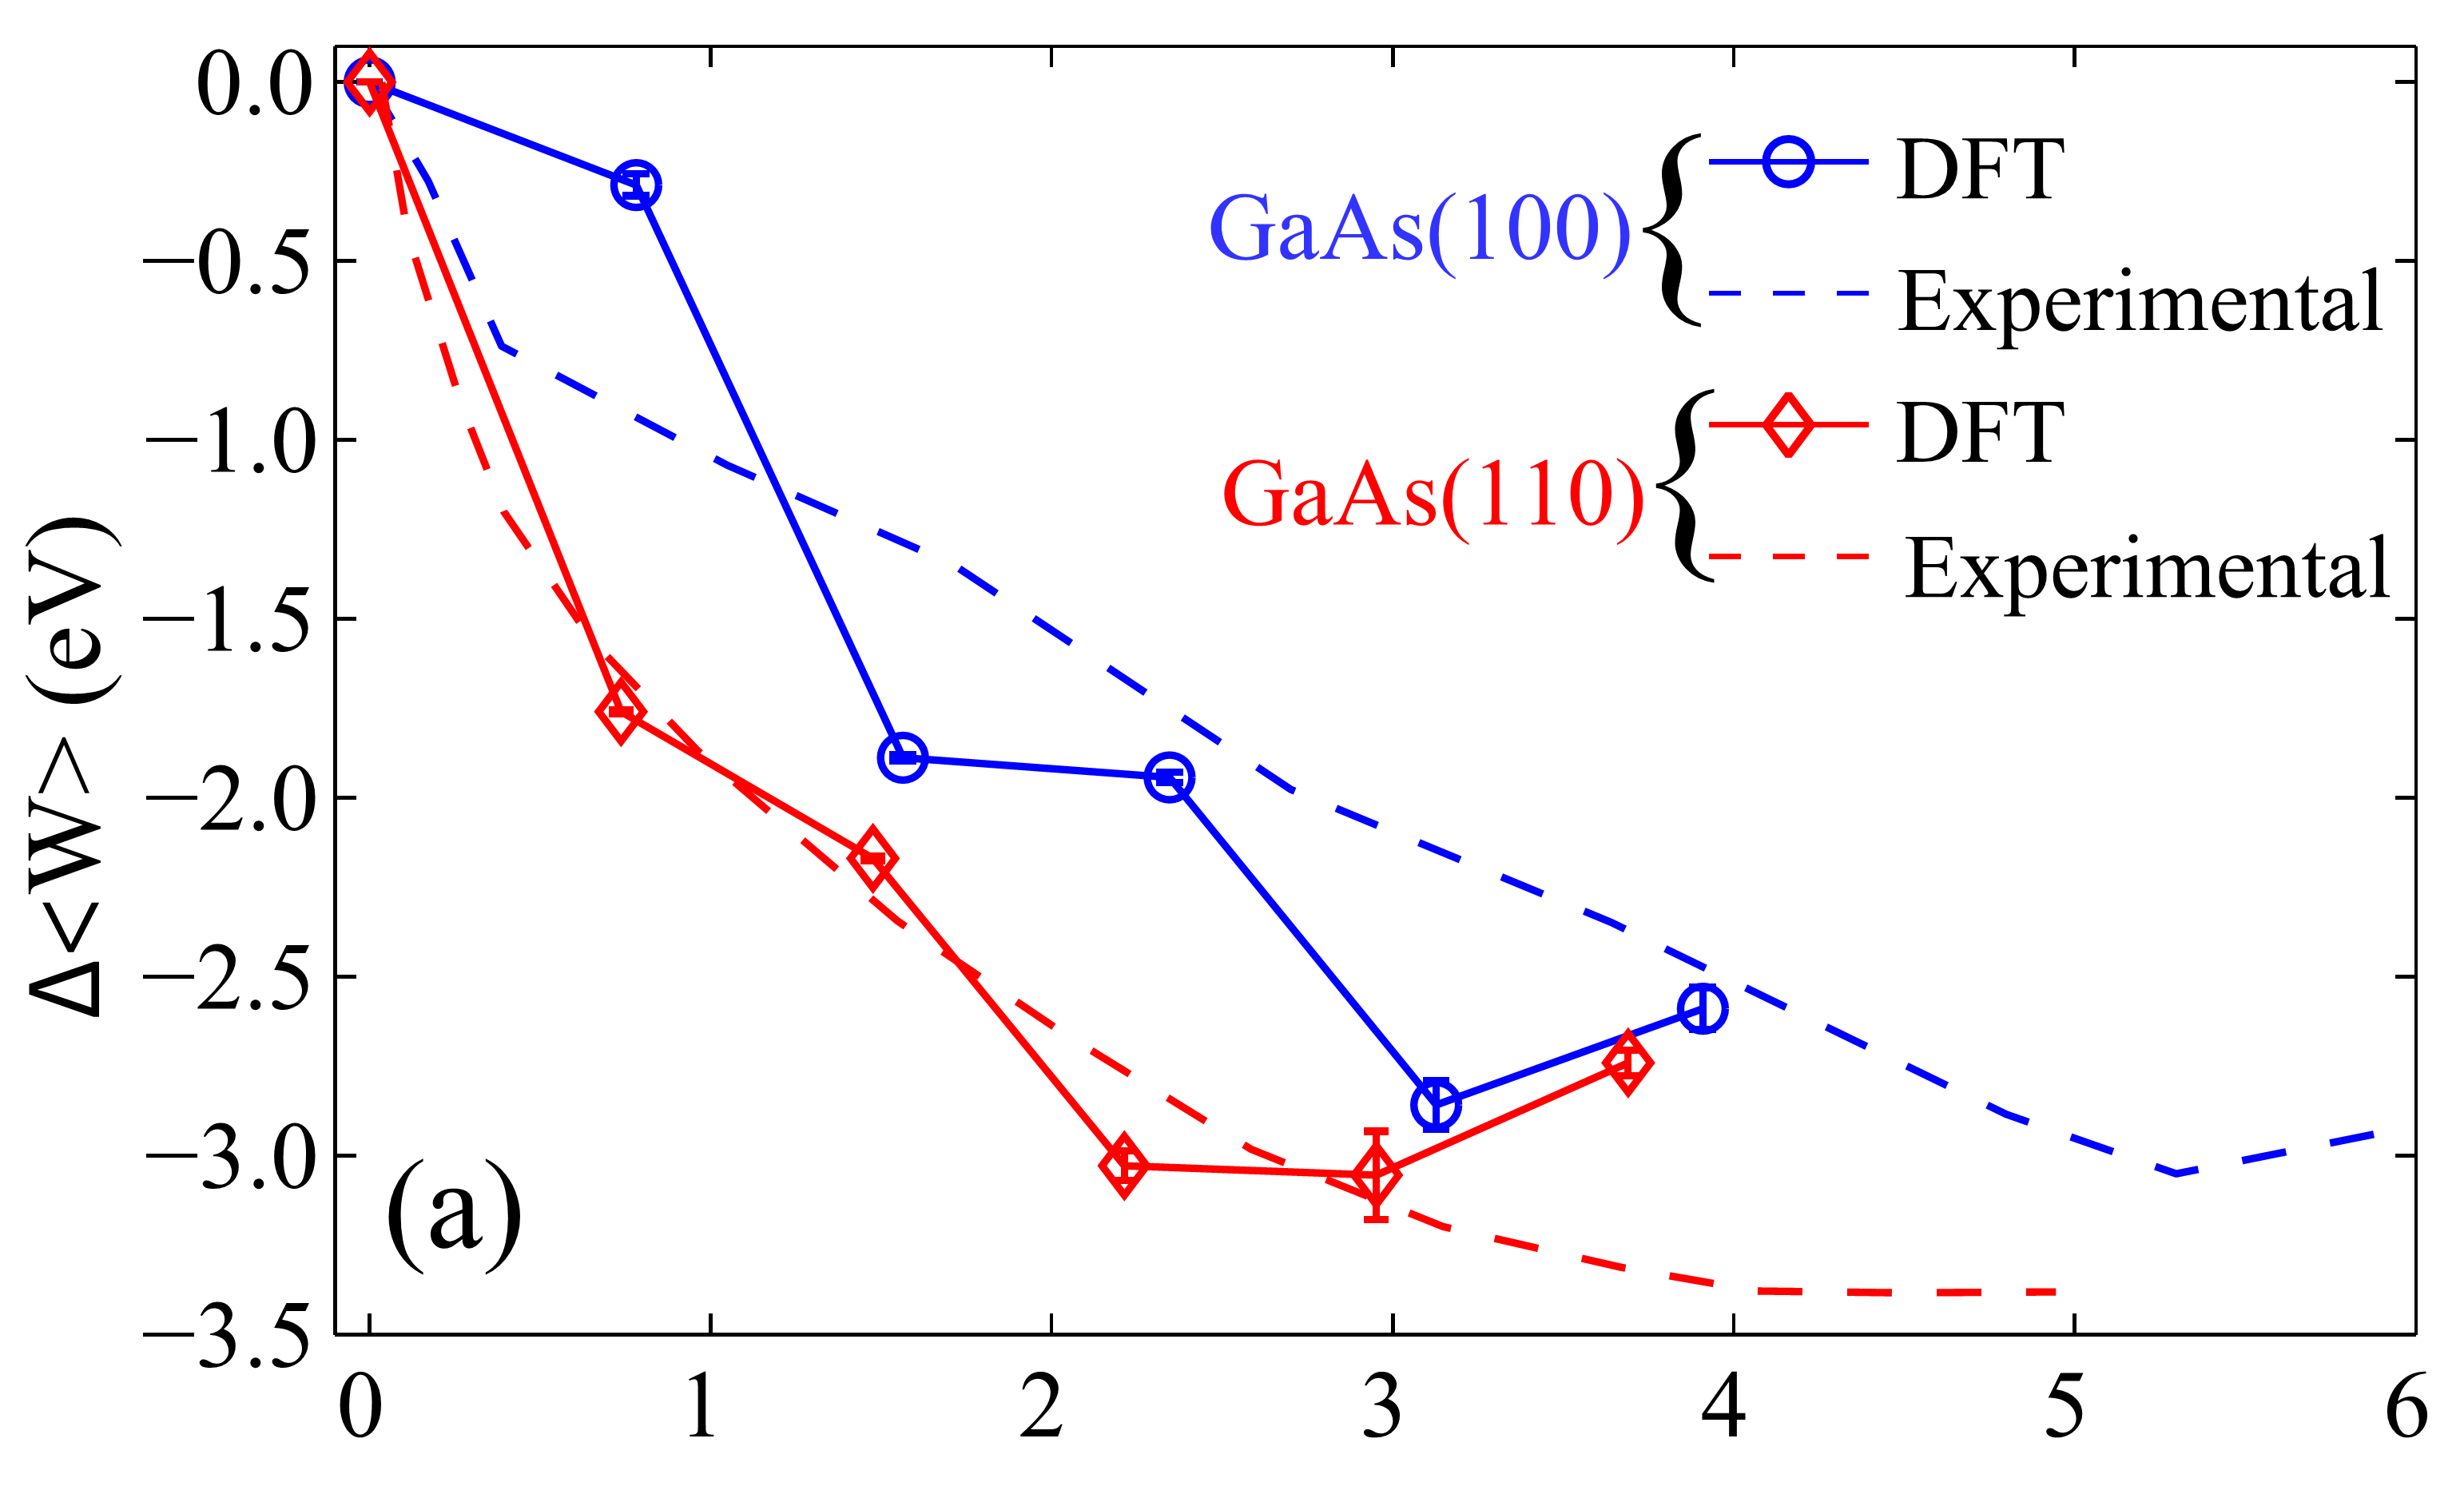 Δ<W> (eV)
0.0
−0.5
−1.0
−1.5
−2.0
−2.5
−3.0
−3.5
GaAs(100)
DFT
Experimental
GaAs(110)
DFT
Experimental
(a)
0 1 2 3 4 5 6